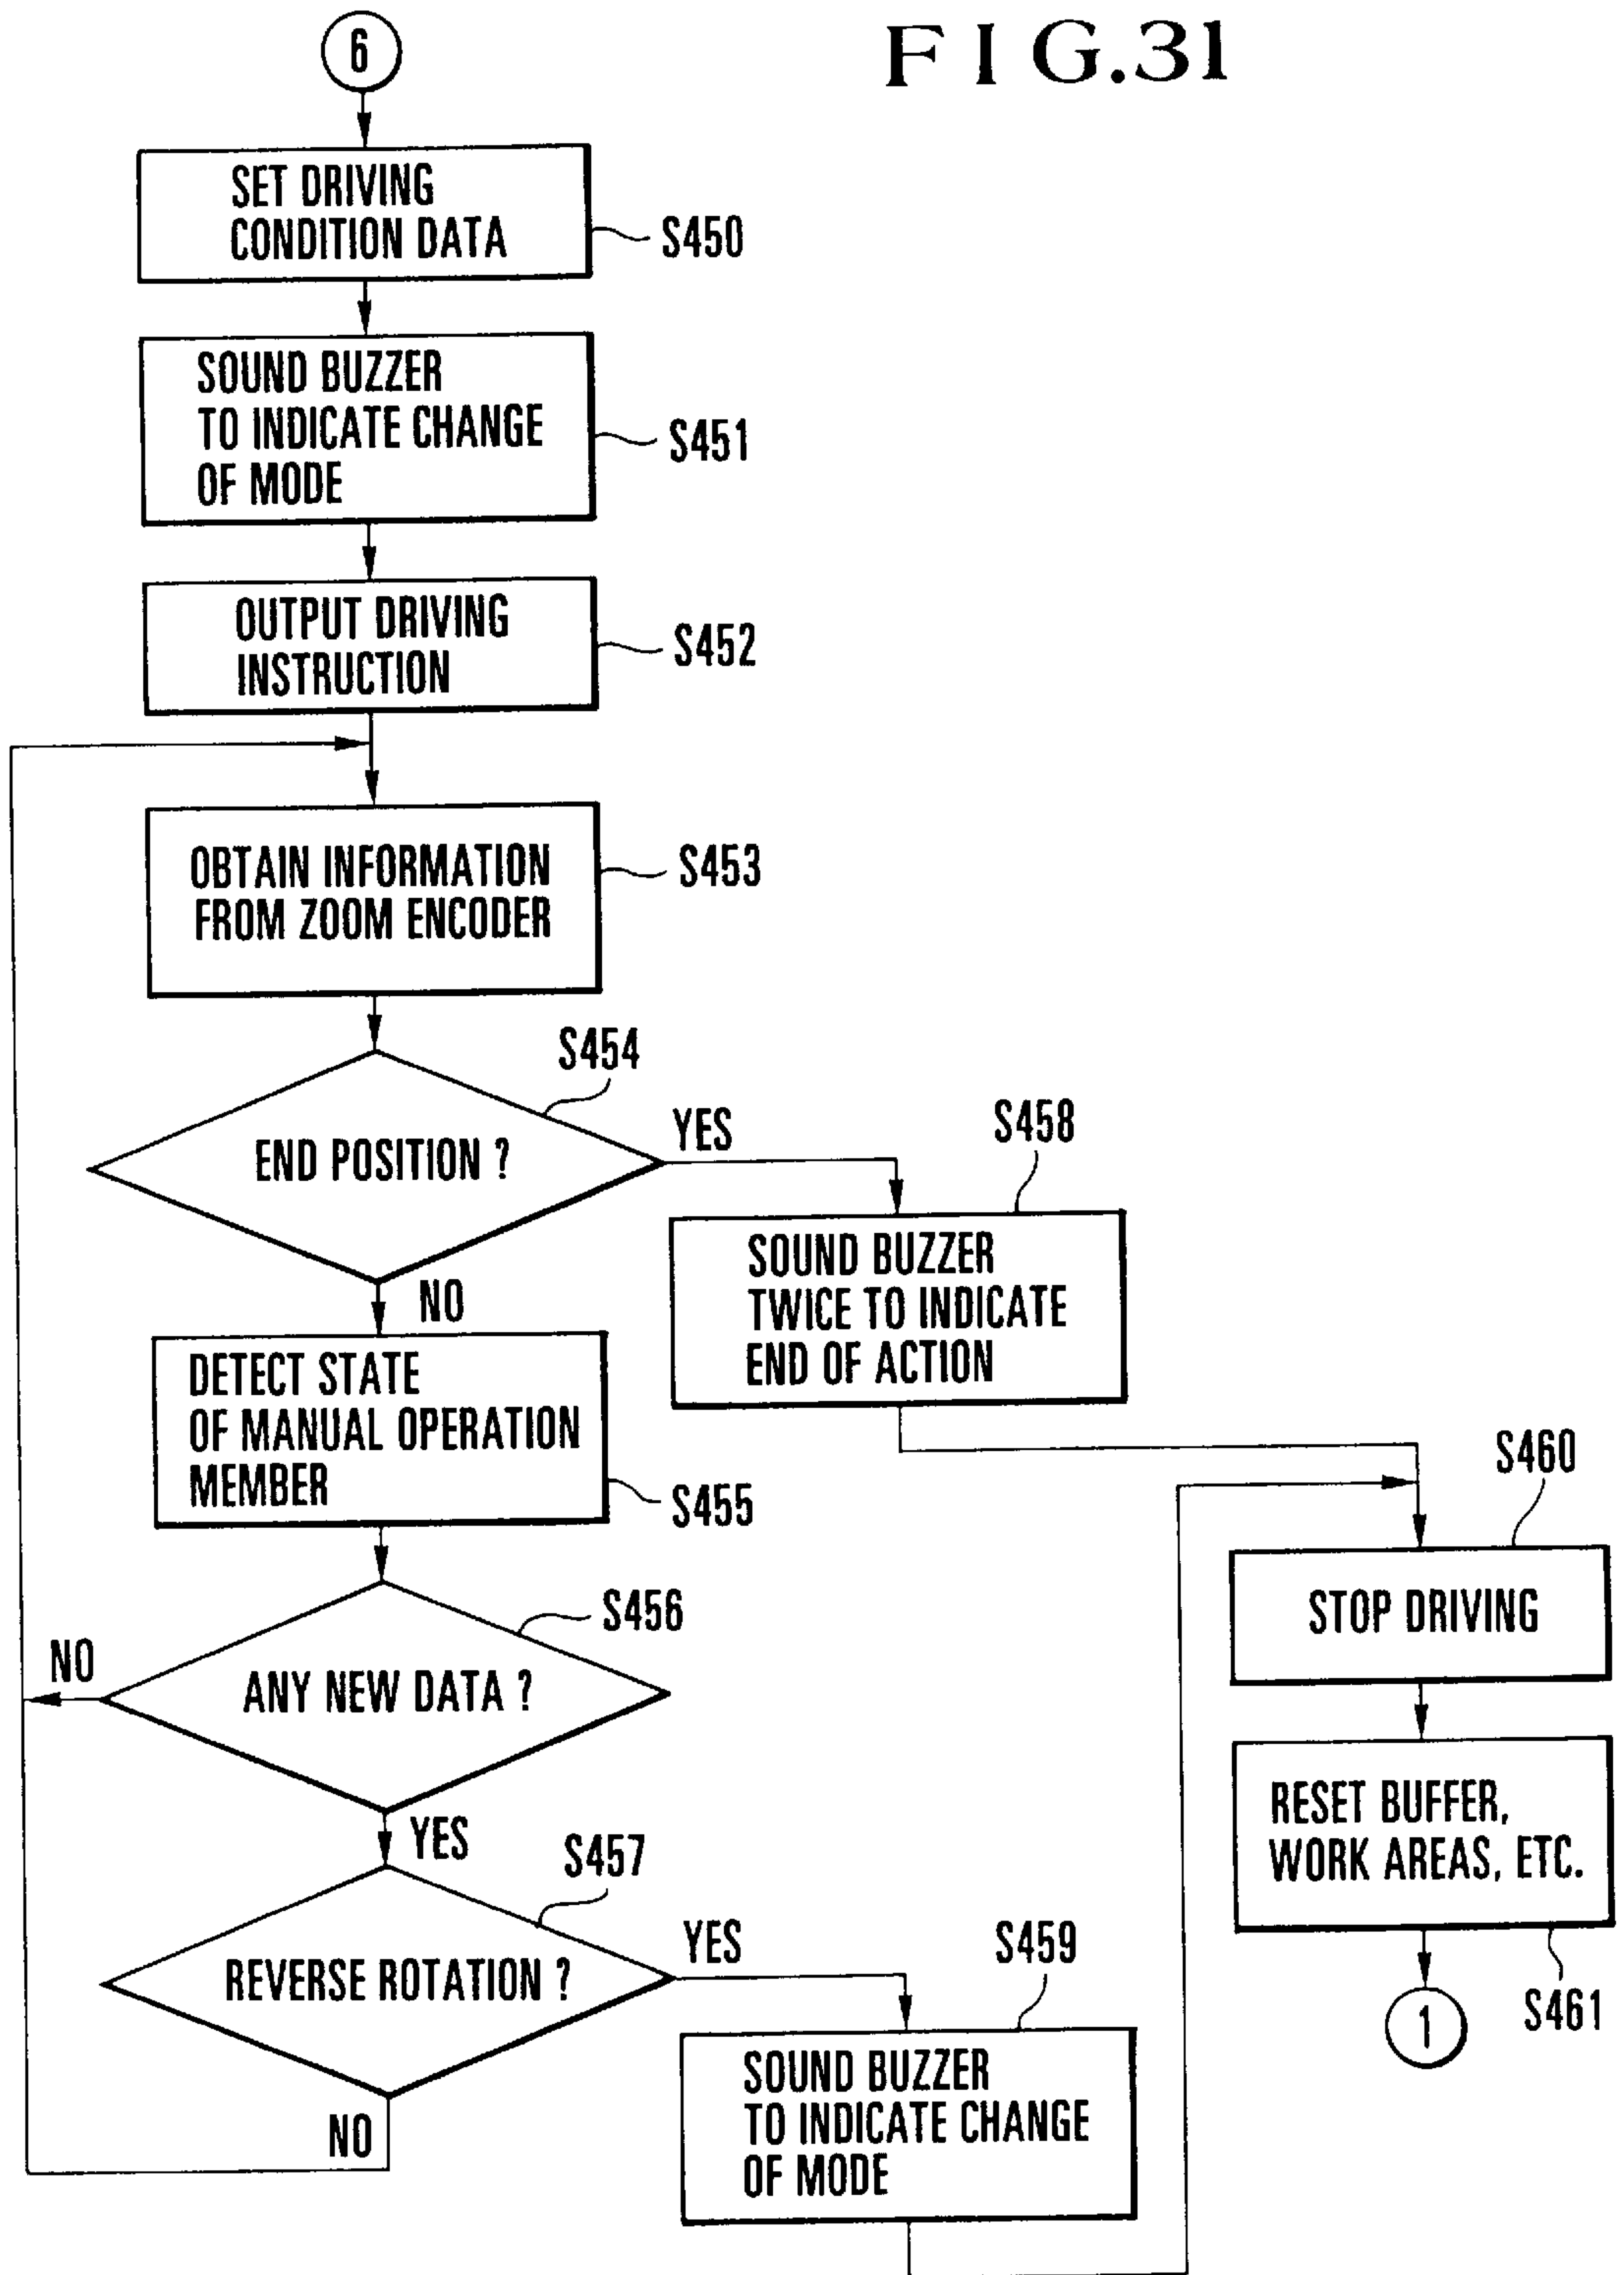 FIG.31
6
SET DRIVING
CONDITION DATA
S450
SOUND BUZZER
TO INDICATE CHANGE
OF MODE
S451
OUTPUT DRIVING
INSTRUCTION
S452
OBTAIN INFORMATION
FROM ZOOM ENCODER
S453
S454
END POSITION ?
YES
NO
S458
SOUND BUZZER
TWICE TO INDICATE
END OF ACTION
DETECT STATE
OF MANUAL OPERATION
MEMBER
S455
S456
ANY NEW DATA ?
NO
YES
S457
REVERSE ROTATION ?
YES
NO
S459
SOUND BUZZER
TO INDICATE CHANGE
OF MODE
S460
STOP DRIVING
RESET BUFFER,
WORK AREAS, ETC.
S461
1